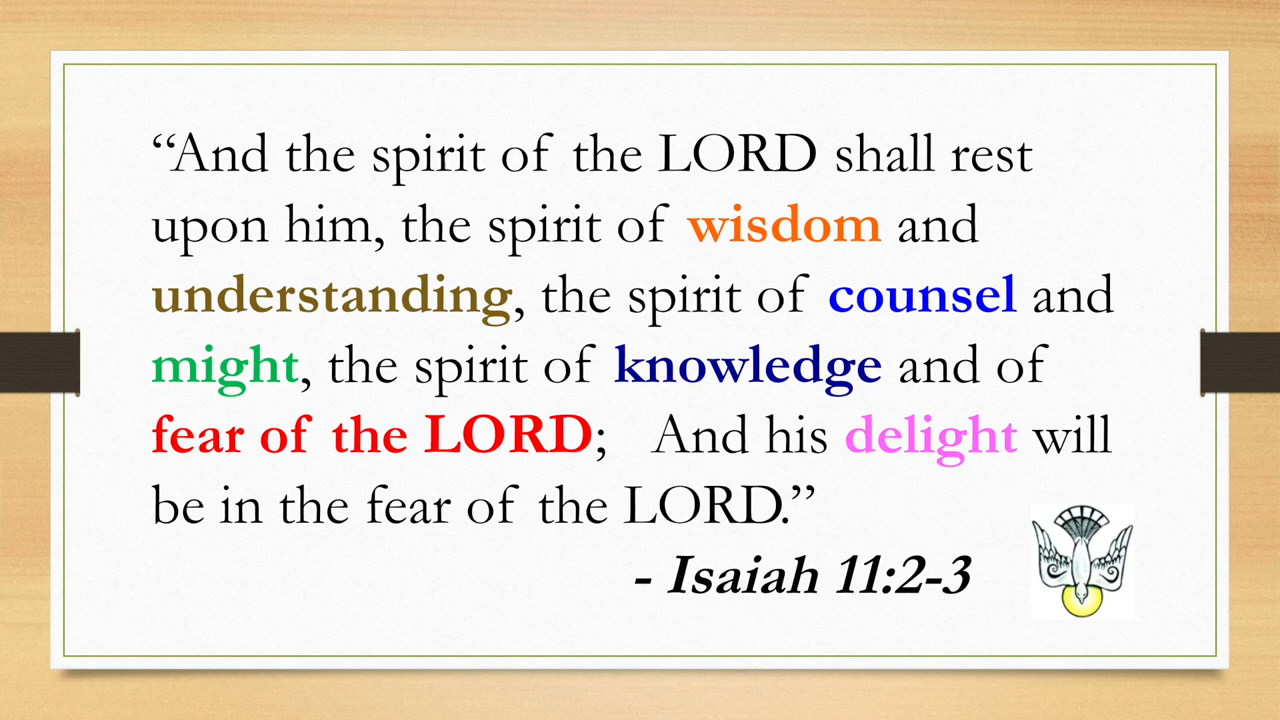 “And the spirit of the LORD shall rest
upon him, the spirit of wisdom and
understanding, the spirit of counsel and
might, the spirit of knowledge and of
fear of the LORD;   And his delight will
be in the fear of the LORD.”
- Isaiah 11:2-3